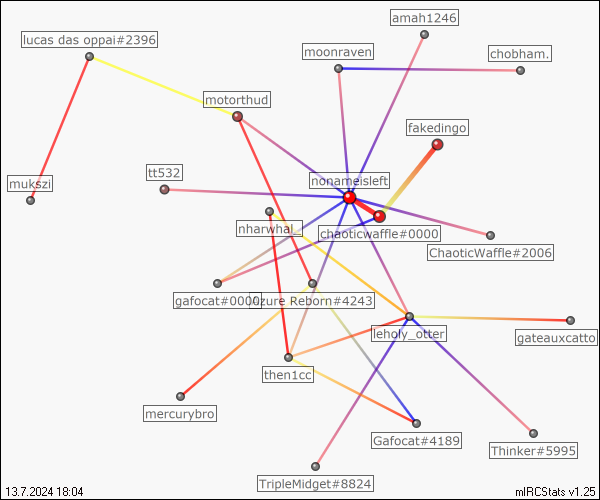 amah1246
lucas das oppai#2396
moonraven
chobham.
motorthud
fakedingo
tt532
nonameisleft
mukszi
nharwhal_
chaoticwaffle#0000
ChaoticWaffle#2006
gafocat#0000
Azure Reborn#4243
leholy_otter
gateauxcatto
then1cc
mercurybro
Gafocat#4189
Thinker#5995
TripleMidget#8824
13.7.2024 18:04
mIRCStats v1.25